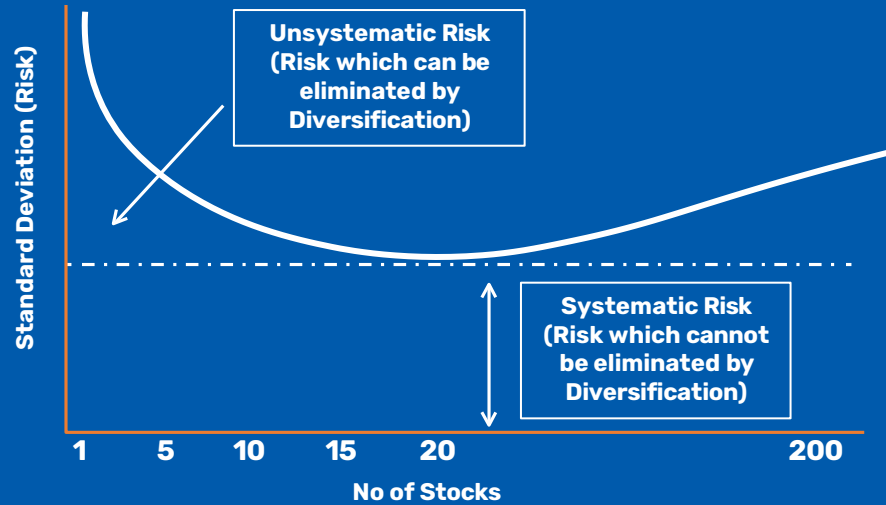 Unsystematic Risk
(Risk which can be
eliminated by
Diversification)
Standard Deviation (Risk)
Systematic Risk
(Risk which cannot
be eliminated by
Diversification)
1 5 10 15 20 200
No of Stocks